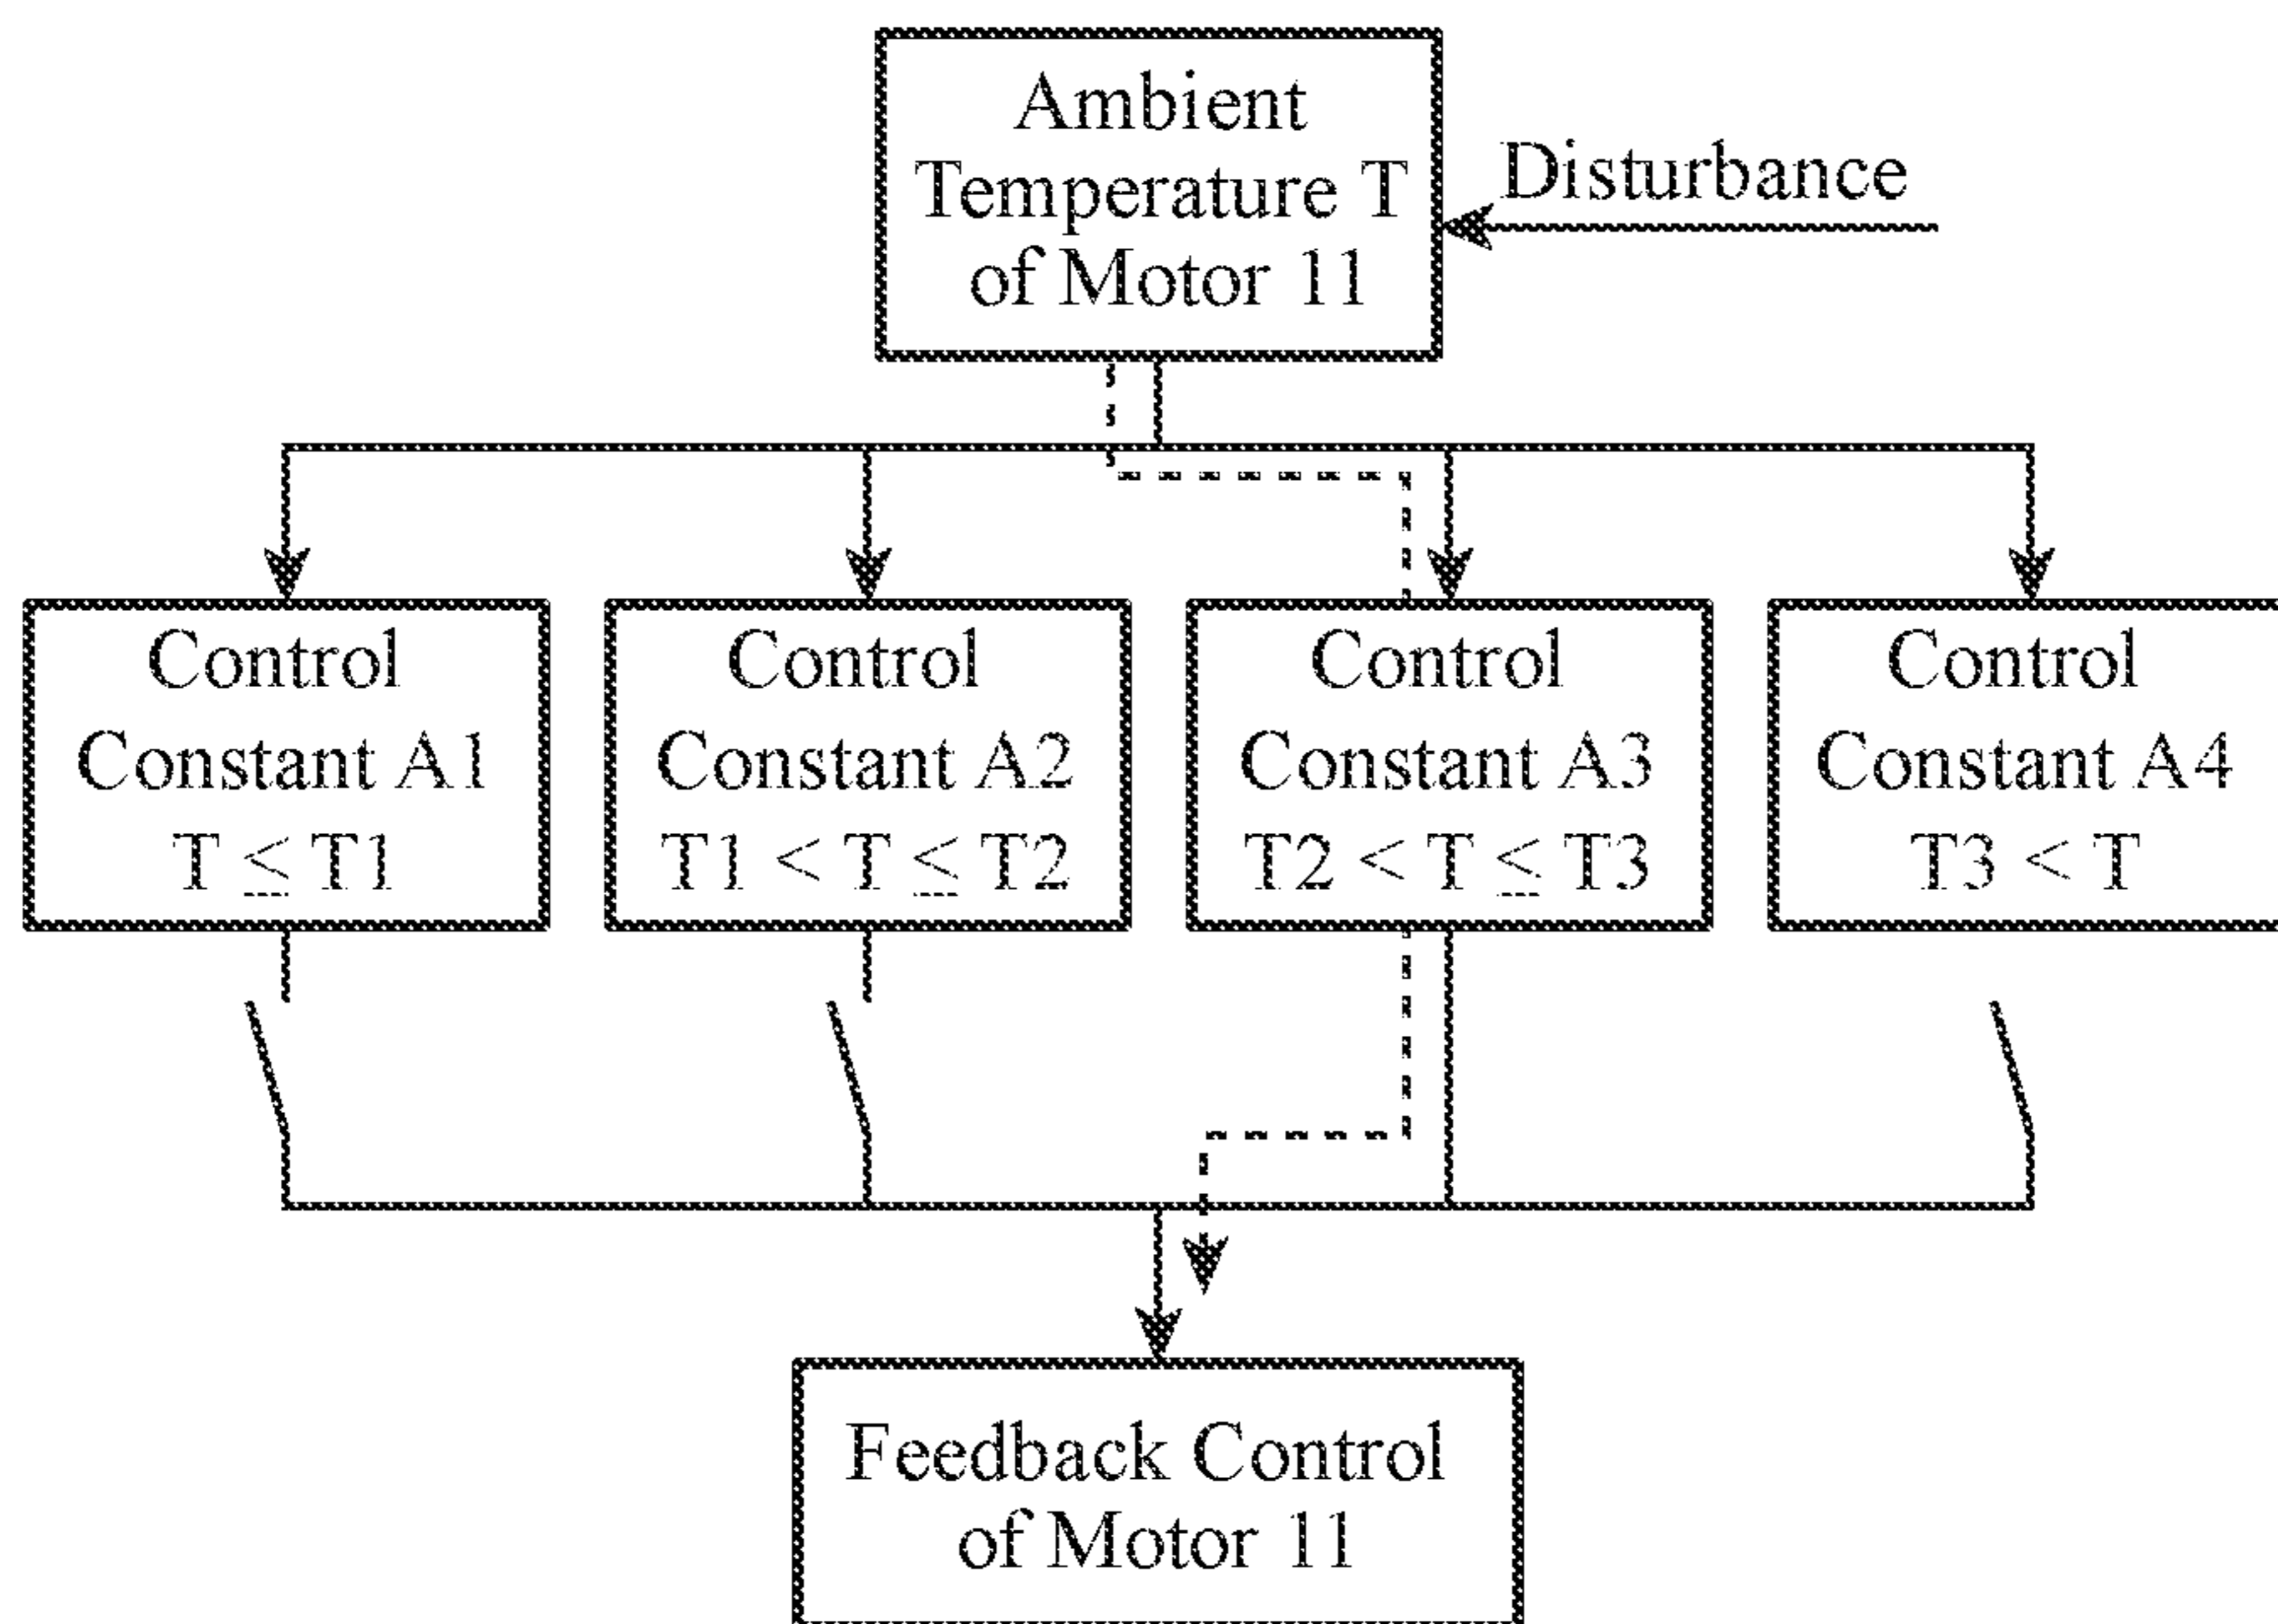 Ambient
Temperature T
of Motor 11
Disturbance
Control
Constant A1
T ≤ T1
Control
Constant A2
T1 < T ≤ T2
Control
Constant A3
T2 < T ≤ T3
Control
Constant A4
T3 < T
Feedback Control
of Motor 11